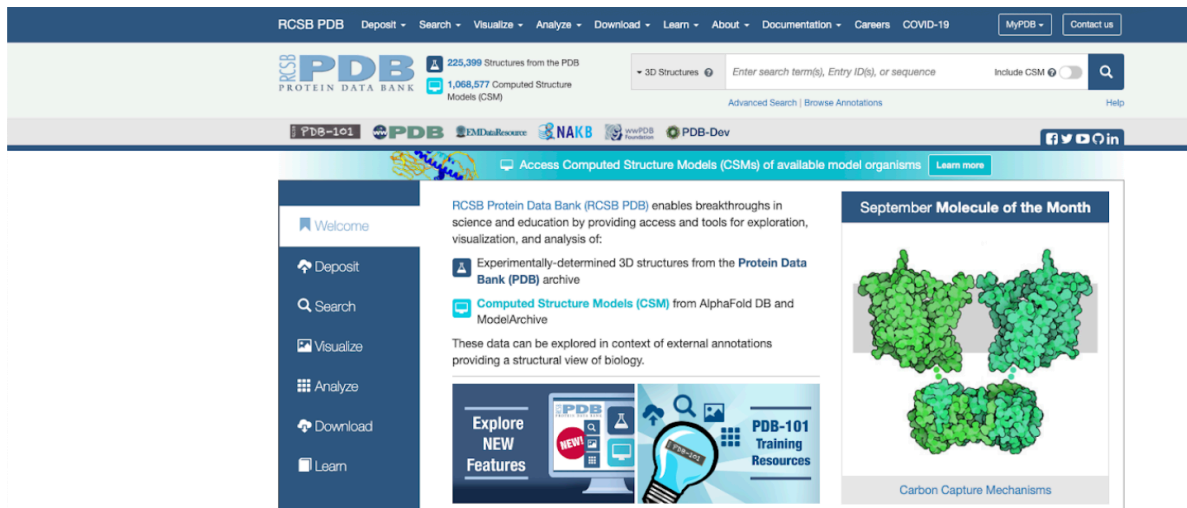 RCSB PDB Deposit Search Visualize Analyze Download Learn About Documentation Careers COVID-19 MyPDB Contact us
RCSB PDB
PROTEIN DATA BANK
225,399 Structures from the PDB
1,068,577 Computed Structure
Models (CSM)
3D Structures Enter search term(s), Entry ID(s), or sequence Include CSM
Advanced Search | Browse Annotations Help
PDB-101 wwPDB EMDataResource NAKB wwPDB Foundation PDB-Dev
Access Computed Structure Models (CSMs) of available model organisms Learn more
Welcome
Deposit
Search
Visualize
Analyze
Download
Learn
RCSB Protein Data Bank (RCSB PDB) enables breakthroughs in
science and education by providing access and tools for exploration,
visualization, and analysis of:
Experimentally-determined 3D structures from the Protein Data
Bank (PDB) archive
Computed Structure Models (CSM) from AlphaFold DB and
ModelArchive
These data can be explored in context of external annotations
providing a structural view of biology.
Explore
NEW
Features
PDB
NEW!
PDB-101
PDB-101
Training
Resources
September Molecule of the Month
Carbon Capture Mechanisms